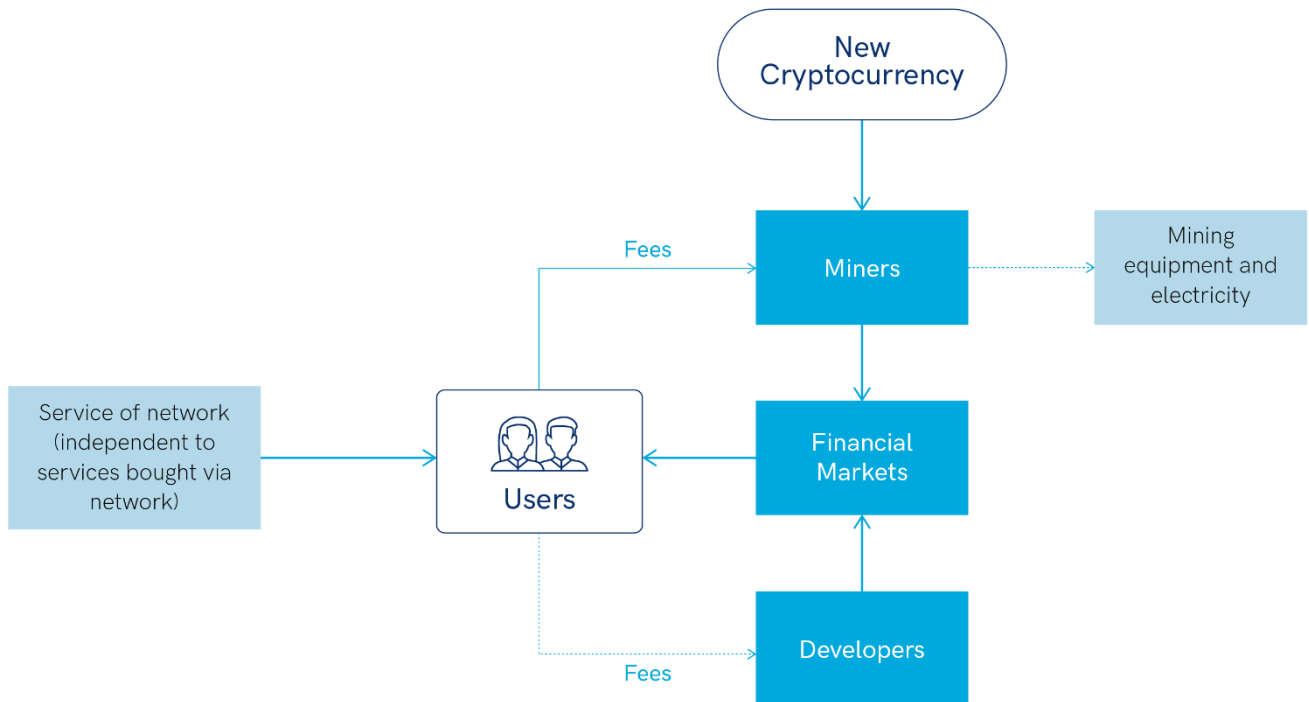 New
Cryptocurrency
Fees
Miners
Mining
equipment and
electricity
Service of network
(independent to
services bought via
network)
Users
Financial
Markets
Developers
Fees